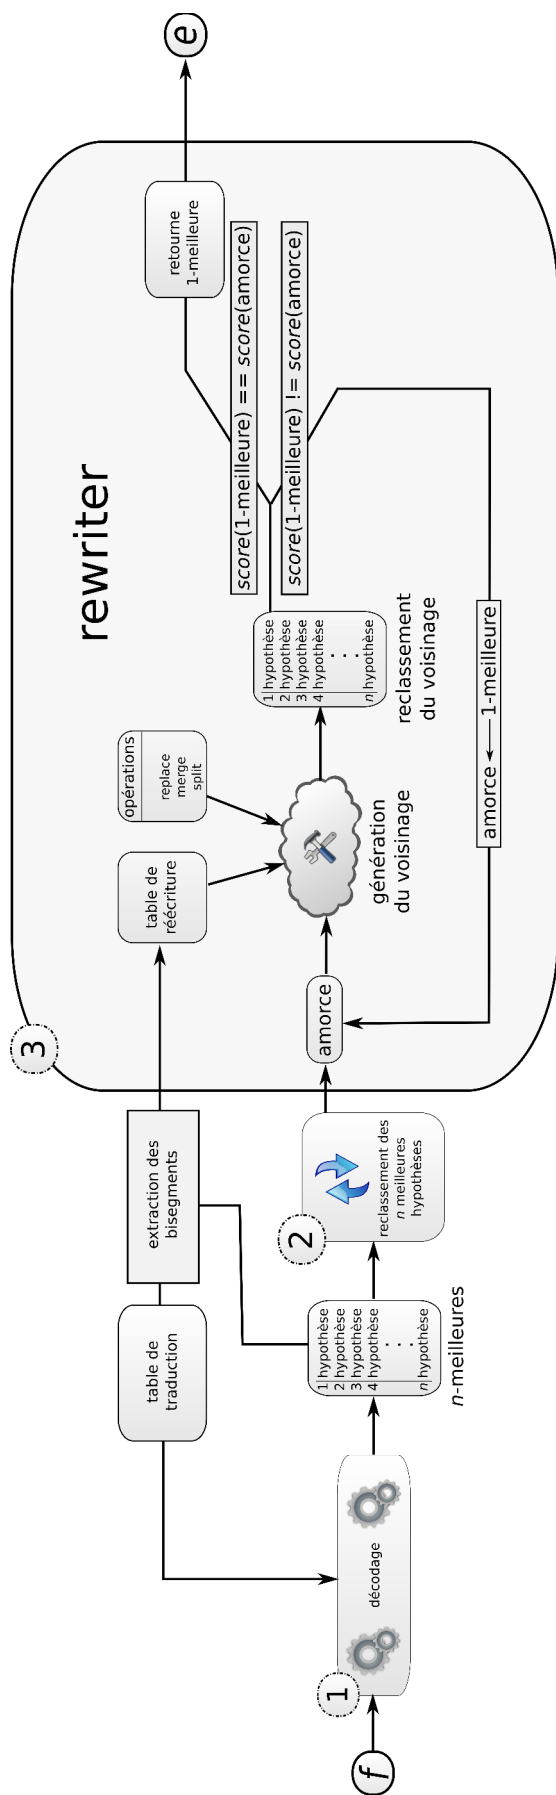 f
1
décodage
table de
traduction
1 hypothèse
2 hypothèse
3 hypothèse
4 hypothèse
. . .
n hypothèse
n-meilleures
extraction des
bisegments
2
reclassement des
n meilleures
hypothèses
3
rewriter
amorce
table de
réécriture
opérations
replace
merge
split
génération
du voisinage
1 hypothèse
2 hypothèse
3 hypothèse
4 hypothèse
. . .
n hypothèse
reclassement
du voisinage
score(1-meilleure) == score(amorce)
score(1-meilleure) != score(amorce)
amorce ← 1-meilleure
retourne
1-meilleure
e